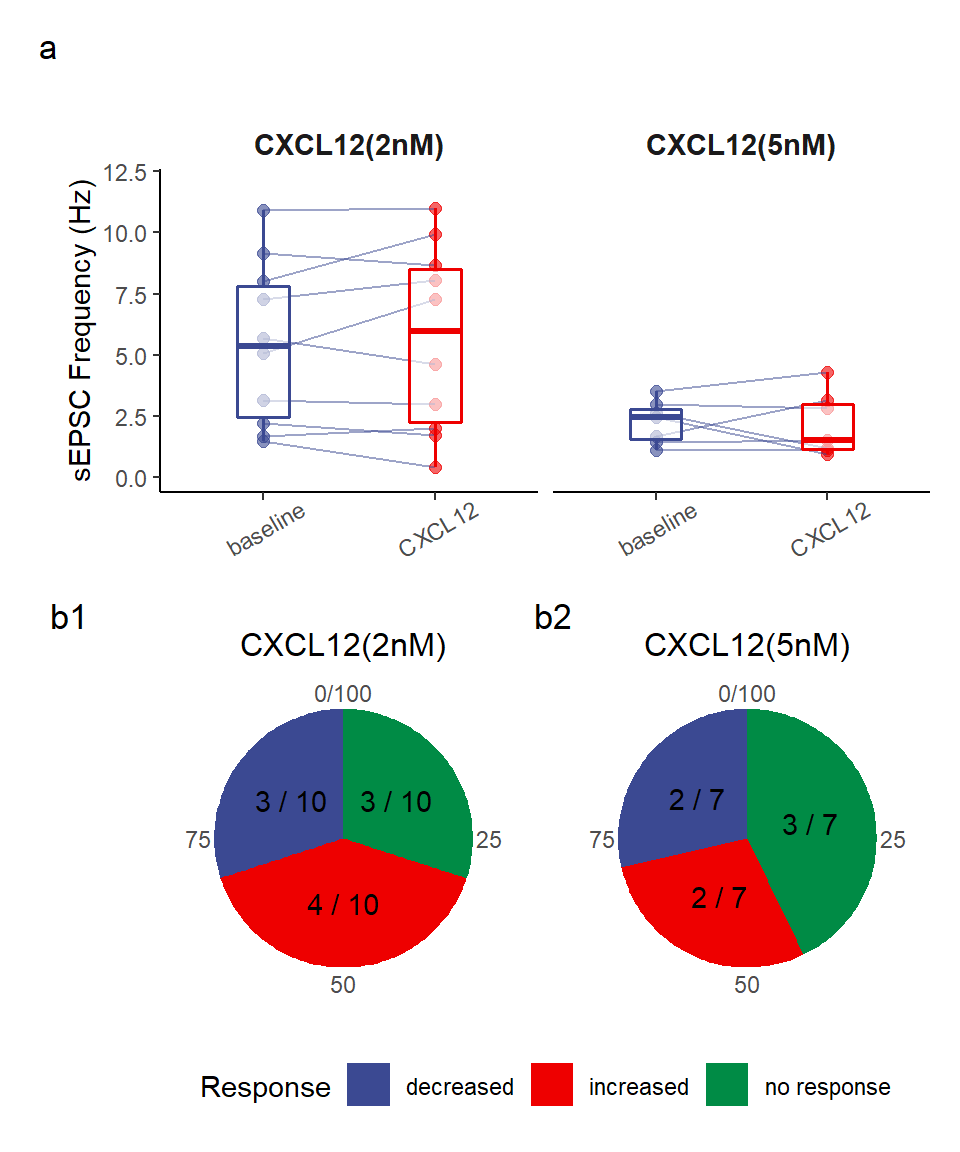 a
CXCL12(2nM)
CXCL12(5nM)
sEPSC Frequency (Hz)
12.5
10.0
7.5
5.0
2.5
0.0
baseline
CXCL12
baseline
CXCL12
b1
CXCL12(2nM)
0/100
3 / 10
3 / 10
75
25
4 / 10
50
b2
CXCL12(5nM)
0/100
2 / 7
3 / 7
75
25
2 / 7
50
Response
decreased
increased
no response